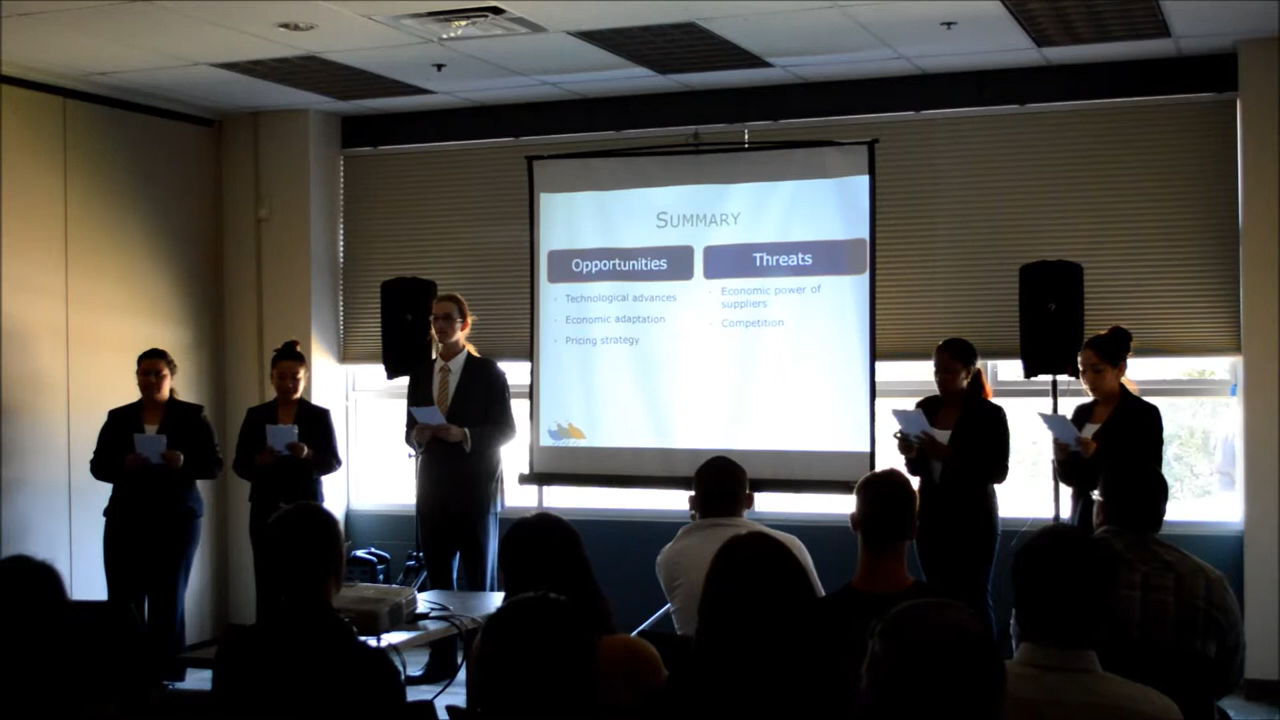 SUMMARY
Opportunities
Threats
Technological advances
Economic adaptation
Pricing strategy
Economic power of
suppliers
Competition